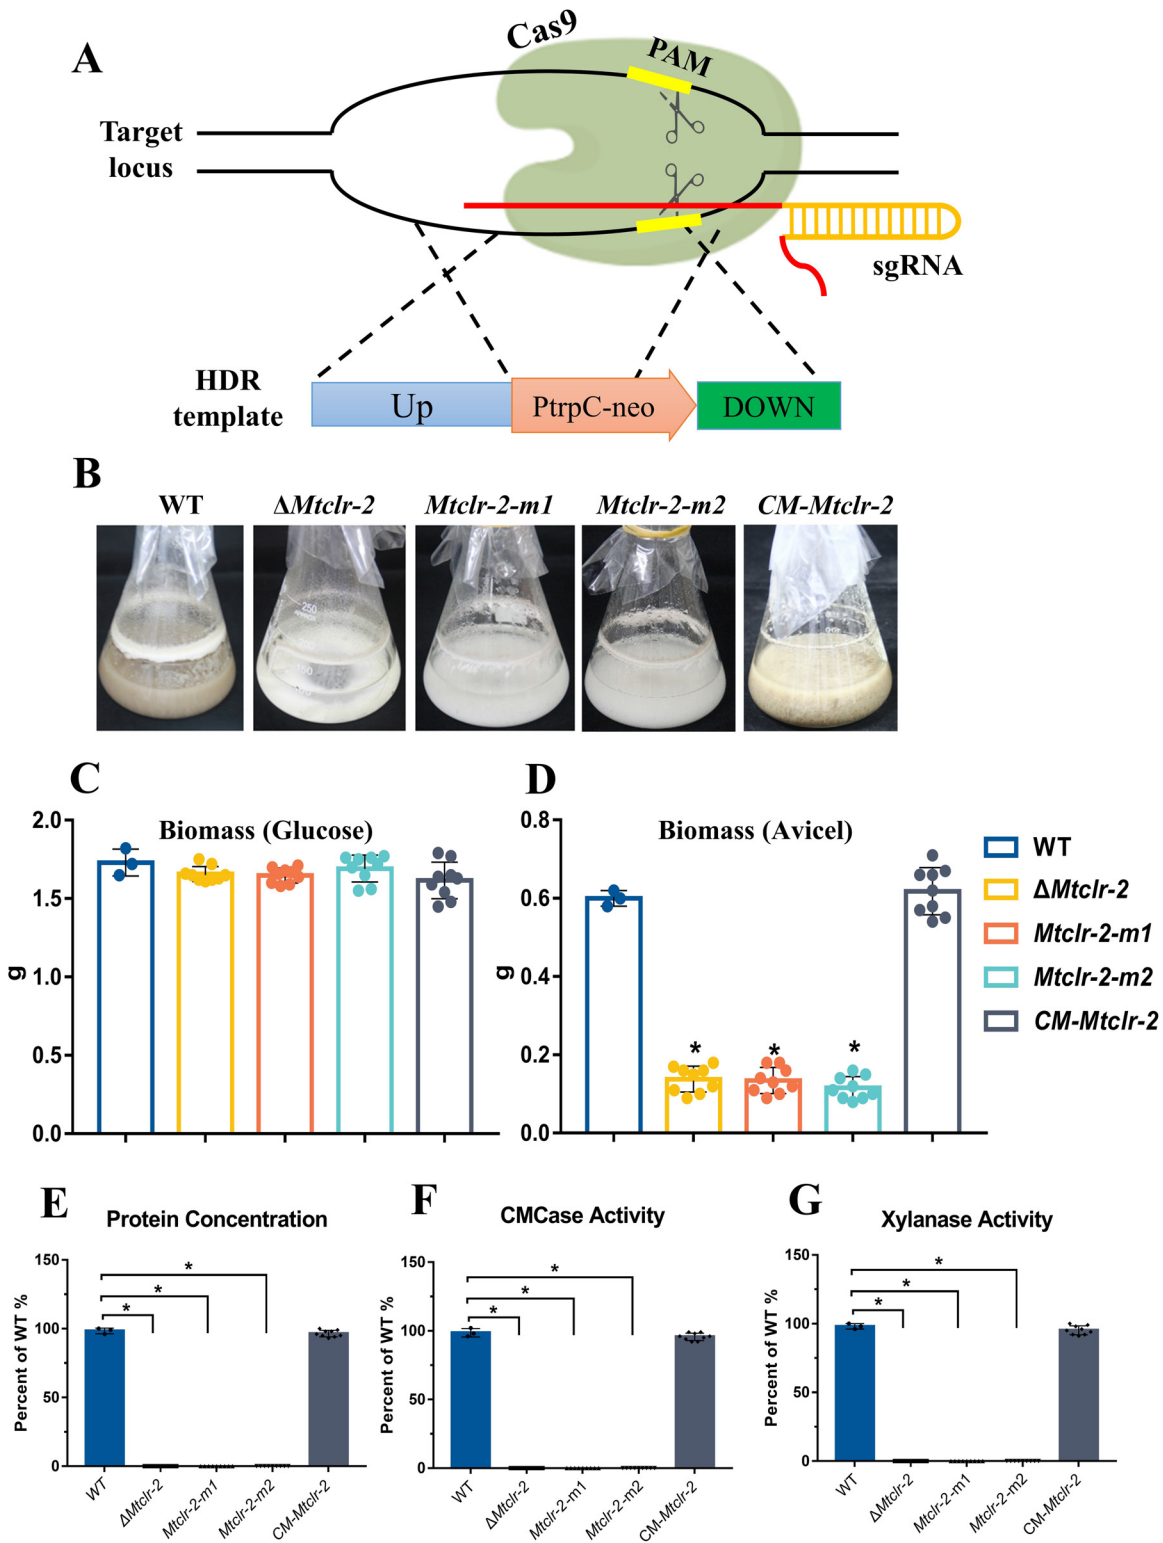 A
Cas9
PAM
Target
locus
sgRNA
HDR
template
Up
PtrpC-neo
DOWN
B
WT
ΔMtclr-2
Mtclr-2-m1
Mtclr-2-m2
CM-Mtclr-2
250
150
C
Biomass (Glucose)
g
2.0
1.5
1.0
0.5
0.0
D
Biomass (Avicel)
g
0.8
0.6
0.4
0.2
0.0
* * *
WT
ΔMtclr-2
Mtclr-2-m1
Mtclr-2-m2
CM-Mtclr-2
E
Protein Concentration
Percent of WT %
150
100
50
0
*
*
*
WT
ΔMtclr-2
Mtclr-2-m1
Mtclr-2-m2
CM-Mtclr-2
F
CMCase Activity
Percent of WT %
150
100
50
0
*
*
*
WT
ΔMtclr-2
Mtclr-2-m1
Mtclr-2-m2
CM-Mtclr-2
G
Xylanase Activity
Percent of WT %
150
100
50
0
*
*
*
WT
ΔMtclr-2
Mtclr-2-m1
Mtclr-2-m2
CM-Mtclr-2